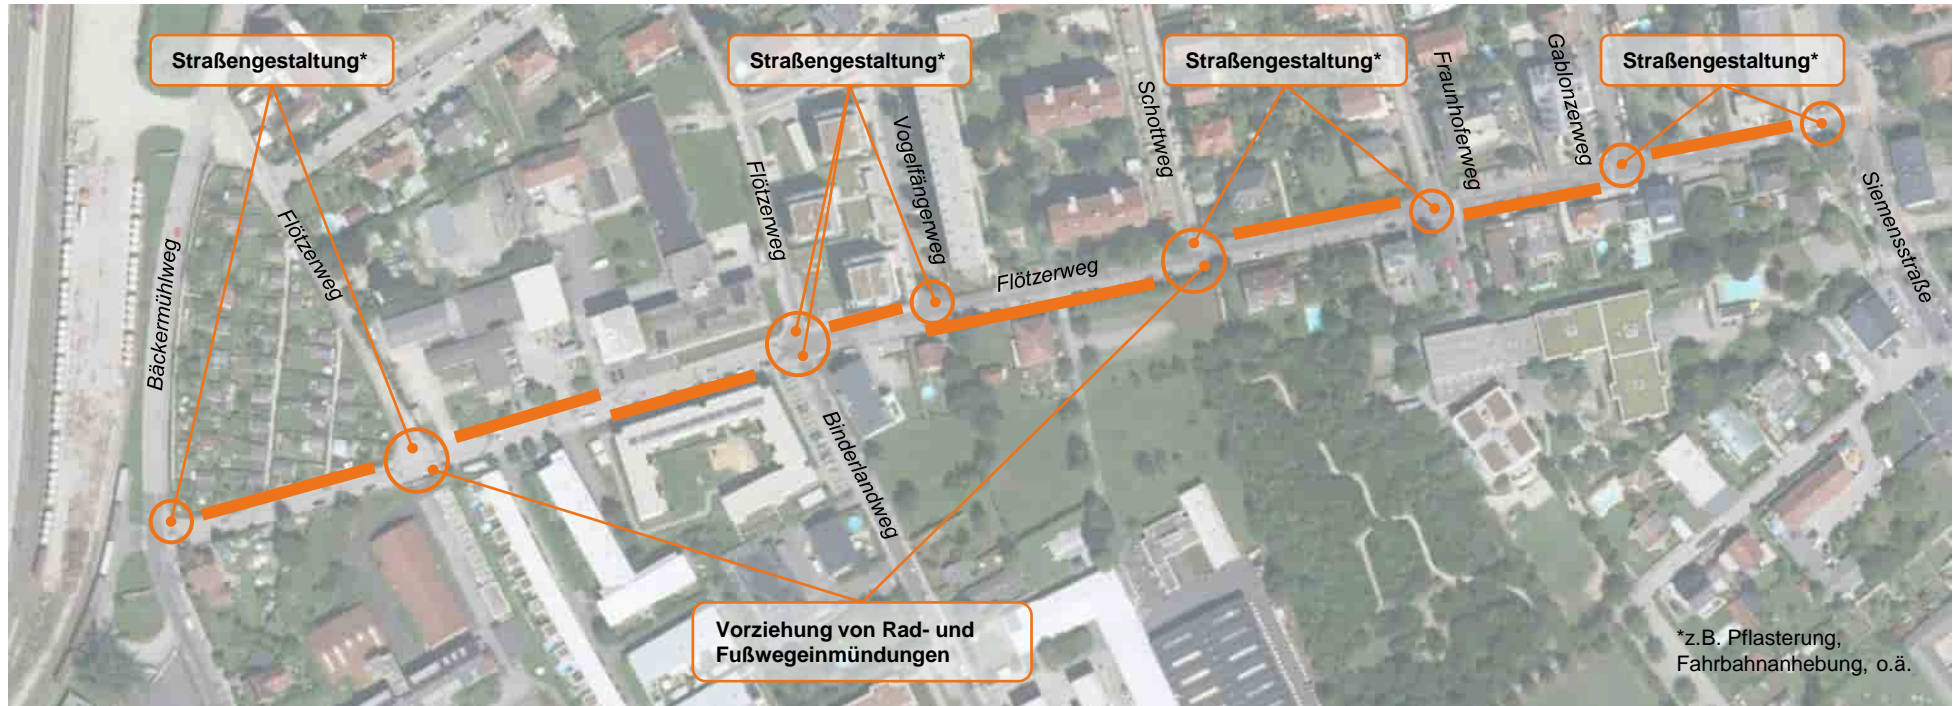 Straßengestaltung*
Straßengestaltung*
Straßengestaltung*
Straßengestaltung*
Bäckermühlweg
Flötzerweg
Flötzerweg
Vogelfängerweg
Flötzerweg
Schottweg
Fraunhoferweg
Gablonzerweg
Siemensstraße
Binderlandweg
Vorziehung von Rad- und
Fußwegeinmündungen
*z.B. Pflasterung,
Fahrbahnanhebung, o.ä.